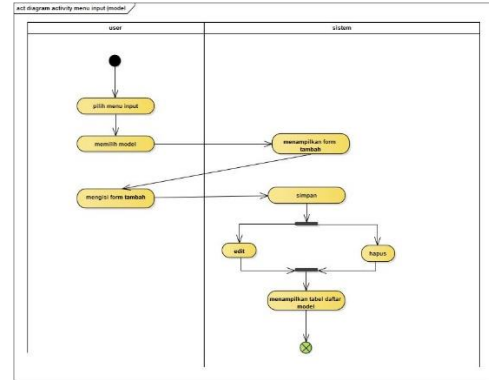 act diagram activity menu input (model
user
sistem
pilih menu input
memilih model
menampilkan form
tambah
mengisi form tambah
simpan
edit
hapus
menampilkan tabel daftar
model